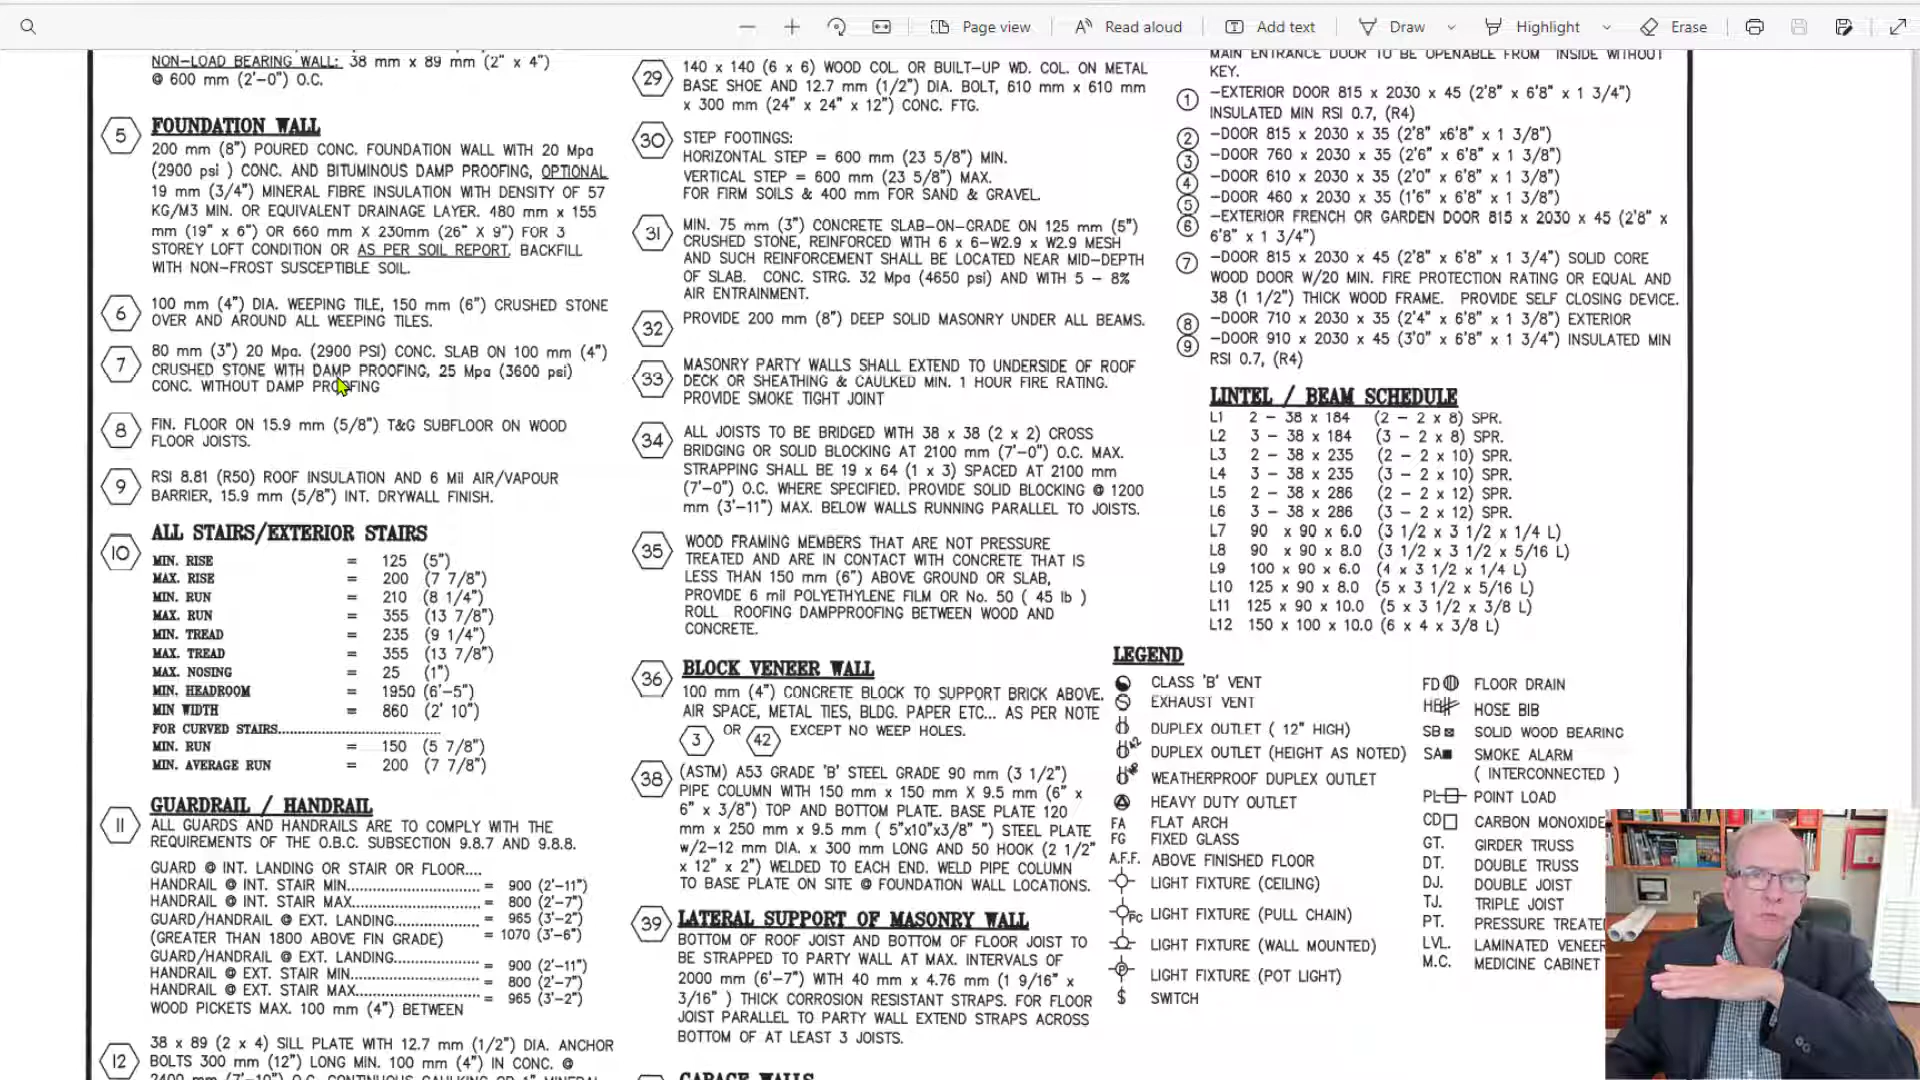 Page view
Read aloud
Add text
Draw
Highlight
Erase
NON-LOAD BEARING WALL: 38 mm x 89 mm (2" x 4")
@ 600 mm (2'-0") O.C.
5
FOUNDATION WALL
200 mm (8") POURED CONC. FOUNDATION WALL WITH 20 Mpa
(2900 psi ) CONC. AND BITUMINOUS DAMP PROOFING, OPTIONAL
19 mm (3/4") MINERAL FIBRE INSULATION WITH DENSITY OF 57
KG/M3 MIN. OR EQUIVALENT DRAINAGE LAYER. 480 mm x 155
mm (19" x 6") OR 660 mm X 230mm (26" X 9") FOR 3
STOREY LOFT CONDITION OR AS PER SOIL REPORT. BACKFILL
WITH NON-FROST SUSCEPTIBLE SOIL.
6
100 mm (4") DIA. WEEPING TILE, 150 mm (6") CRUSHED STONE
OVER AND AROUND ALL WEEPING TILES.
7
80 mm (3") 20 Mpa. (2900 PSI) CONC. SLAB ON 100 mm (4")
CRUSHED STONE WITH DAMP PROOFING, 25 Mpa (3600 psi)
CONC. WITHOUT DAMP PROOFING
8
FIN. FLOOR ON 15.9 mm (5/8") T&G SUBFLOOR ON WOOD
FLOOR JOISTS.
9
RSI 8.81 (R50) ROOF INSULATION AND 6 Mil AIR/VAPOUR
BARRIER, 15.9 mm (5/8") INT. DRYWALL FINISH.
10
ALL STAIRS/EXTERIOR STAIRS
MIN. RISE = 125 (5")
MAX. RISE = 200 (7 7/8")
MIN. RUN = 210 (8 1/4")
MAX. RUN = 355 (13 7/8")
MIN. TREAD = 235 (9 1/4")
MAX. TREAD = 355 (13 7/8")
MAX. NOSING = 25 (1")
MIN. HEADROOM = 1950 (6'-5")
MIN WIDTH = 860 (2' 10")
FOR CURVED STAIRS............................
MIN. RUN = 150 (5 7/8")
MIN. AVERAGE RUN = 200 (7 7/8")
11
GUARDRAIL / HANDRAIL
ALL GUARDS AND HANDRAILS ARE TO COMPLY WITH THE
REQUIREMENTS OF THE O.B.C. SUBSECTION 9.8.7 AND 9.8.8.
GUARD @ INT. LANDING OR STAIR OR FLOOR....
HANDRAIL @ INT. STAIR MIN........................ = 900 (2'-11")
HANDRAIL @ INT. STAIR MAX....................... = 800 (2'-7")
GUARD/HANDRAIL @ EXT. LANDING............... = 965 (3'-2")
(GREATER THAN 1800 ABOVE FIN GRADE) = 1070 (3'-6")
GUARD/HANDRAIL @ EXT. LANDING...............
HANDRAIL @ EXT. STAIR MIN...................... = 900 (2'-11")
HANDRAIL @ EXT. STAIR MAX...................... = 800 (2'-7")
= 965 (3'-2")
WOOD PICKETS MAX. 100 mm (4") BETWEEN
12
38 x 89 (2 x 4) SILL PLATE WITH 12.7 mm (1/2") DIA. ANCHOR
BOLTS 300 mm (12") LONG MIN. 100 mm (4") IN CONC. @
29
140 x 140 (6 x 6) WOOD COL. OR BUILT-UP WD. COL. ON METAL
BASE SHOE AND 12.7 mm (1/2") DIA. BOLT, 610 mm x 610 mm
x 300 mm (24" x 24" x 12") CONC. FTG.
30
STEP FOOTINGS:
HORIZONTAL STEP = 600 mm (23 5/8") MIN.
VERTICAL STEP = 600 mm (23 5/8") MAX.
FOR FIRM SOILS & 400 mm FOR SAND & GRAVEL.
31
MIN. 75 mm (3") CONCRETE SLAB-ON-GRADE ON 125 mm (5")
CRUSHED STONE, REINFORCED WITH 6 x 6-W2.9 x W2.9 MESH
AND SUCH REINFORCEMENT SHALL BE LOCATED NEAR MID-DEPTH
OF SLAB. CONC. STRG. 32 Mpa (4650 psi) AND WITH 5 - 8%
AIR ENTRAINMENT.
32
PROVIDE 200 mm (8") DEEP SOLID MASONRY UNDER ALL BEAMS.
33
MASONRY PARTY WALLS SHALL EXTEND TO UNDERSIDE OF ROOF
DECK OR SHEATHING & CAULKED MIN. 1 HOUR FIRE RATING.
PROVIDE SMOKE TIGHT JOINT
34
ALL JOISTS TO BE BRIDGED WITH 38 x 38 (2 x 2) CROSS
BRIDGING OR SOLID BLOCKING AT 2100 mm (7'-0") O.C. MAX.
STRAPPING SHALL BE 19 x 64 (1 x 3) SPACED AT 2100 mm
(7'-0") O.C. WHERE SPECIFIED. PROVIDE SOLID BLOCKING @ 1200
mm (3'-11") MAX. BELOW WALLS RUNNING PARALLEL TO JOISTS.
35
WOOD FRAMING MEMBERS THAT ARE NOT PRESSURE
TREATED AND ARE IN CONTACT WITH CONCRETE THAT IS
LESS THAN 150 mm (6") ABOVE GROUND OR SLAB,
PROVIDE 6 mil POLYETHYLENE FILM OR No. 50 ( 45 lb )
ROLL ROOFING DAMPPROOFING BETWEEN WOOD AND
CONCRETE.
36
BLOCK VENEER WALL
100 mm (4") CONCRETE BLOCK TO SUPPORT BRICK ABOVE.
AIR SPACE, METAL TIES, BLDG. PAPER ETC... AS PER NOTE
3 OR 42 EXCEPT NO WEEP HOLES.
38
(ASTM) A53 GRADE 'B' STEEL GRADE 90 mm (3 1/2")
PIPE COLUMN WITH 150 mm x 150 mm X 9.5 mm (6" x
6" x 3/8") TOP AND BOTTOM PLATE. BASE PLATE 120
mm x 250 mm x 9.5 mm ( 5"x10"x3/8" ") STEEL PLATE
w/2-12 mm DIA. x 300 mm LONG AND 50 HOOK (2 1/2"
x 12" x 2") WELDED TO EACH END. WELD PIPE COLUMN
TO BASE PLATE ON SITE @ FOUNDATION WALL LOCATIONS.
39
LATERAL SUPPORT OF MASONRY WALL
BOTTOM OF ROOF JOIST AND BOTTOM OF FLOOR JOIST TO
BE STRAPPED TO PARTY WALL AT MAX. INTERVALS OF
2000 mm (6'-7") WITH 40 mm x 4.76 mm (1 9/16" x
3/16" ) THICK CORROSION RESISTANT STRAPS. FOR FLOOR
JOIST PARALLEL TO PARTY WALL EXTEND STRAPS ACROSS
BOTTOM OF AT LEAST 3 JOISTS.
GARAGE WALLS
MAIN ENTRANCE DOOR TO BE OPENABLE FROM INSIDE WITHOUT
KEY.
1 -EXTERIOR DOOR 815 x 2030 x 45 (2'8" x 6'8" x 1 3/4")
INSULATED MIN RSI 0.7, (R4)
2 -DOOR 815 x 2030 x 35 (2'8" x6'8" x 1 3/8")
3 -DOOR 760 x 2030 x 35 (2'6" x 6'8" x 1 3/8")
4 -DOOR 610 x 2030 x 35 (2'0" x 6'8" x 1 3/8")
5 -DOOR 460 x 2030 x 35 (1'6" x 6'8" x 1 3/8")
6 -EXTERIOR FRENCH OR GARDEN DOOR 815 x 2030 x 45 (2'8" x
6'8" x 1 3/4")
7 -DOOR 815 x 2030 x 45 (2'8" x 6'8" x 1 3/4") SOLID CORE
WOOD DOOR W/20 MIN. FIRE PROTECTION RATING OR EQUAL AND
38 (1 1/2") THICK WOOD FRAME. PROVIDE SELF CLOSING DEVICE.
8 -DOOR 710 x 2030 x 35 (2'4" x 6'8" x 1 3/8") EXTERIOR
9 -DOOR 910 x 2030 x 45 (3'0" x 6'8" x 1 3/4") INSULATED MIN
RSI 0.7, (R4)
LINTEL / BEAM SCHEDULE
L1 2 - 38 x 184 (2 - 2 x 8) SPR.
L2 3 - 38 x 184 (3 - 2 x 8) SPR.
L3 2 - 38 x 235 (2 - 2 x 10) SPR.
L4 3 - 38 x 235 (3 - 2 x 10) SPR.
L5 2 - 38 x 286 (2 - 2 x 12) SPR.
L6 3 - 38 x 286 (3 - 2 x 12) SPR.
L7 90 x 90 x 6.0 (3 1/2 x 3 1/2 x 1/4 L)
L8 90 x 90 x 8.0 (3 1/2 x 3 1/2 x 5/16 L)
L9 100 x 90 x 6.0 (4 x 3 1/2 x 1/4 L)
L10 125 x 90 x 8.0 (5 x 3 1/2 x 5/16 L)
L11 125 x 90 x 10.0 (5 x 3 1/2 x 3/8 L)
L12 150 x 100 x 10.0 (6 x 4 x 3/8 L)
LEGEND
CLASS 'B' VENT
EXHAUST VENT
DUPLEX OUTLET ( 12" HIGH)
DUPLEX OUTLET (HEIGHT AS NOTED)
WEATHERPROOF DUPLEX OUTLET
HEAVY DUTY OUTLET
FA FLAT ARCH
FG FIXED GLASS
A.F.F. ABOVE FINISHED FLOOR
LIGHT FIXTURE (CEILING)
PC LIGHT FIXTURE (PULL CHAIN)
LIGHT FIXTURE (WALL MOUNTED)
P LIGHT FIXTURE (POT LIGHT)
$ SWITCH
FD FLOOR DRAIN
HB HOSE BIB
SB SOLID WOOD BEARING
SA SMOKE ALARM
( INTERCONNECTED )
PL POINT LOAD
CD CARBON MONOXIDE
GT. GIRDER TRUSS
DT. DOUBLE TRUSS
DJ. DOUBLE JOIST
TJ. TRIPLE JOIST
PT. PRESSURE TREATE
LVL. LAMINATED VENEER
M.C. MEDICINE CABINET